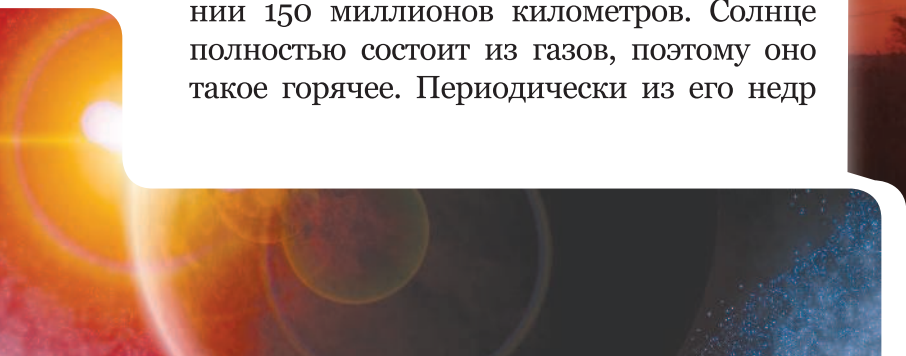 нии 150 миллионов километров. Солнце
полностью состоит из газов, поэтому оно
такое горячее. Периодически из его недр